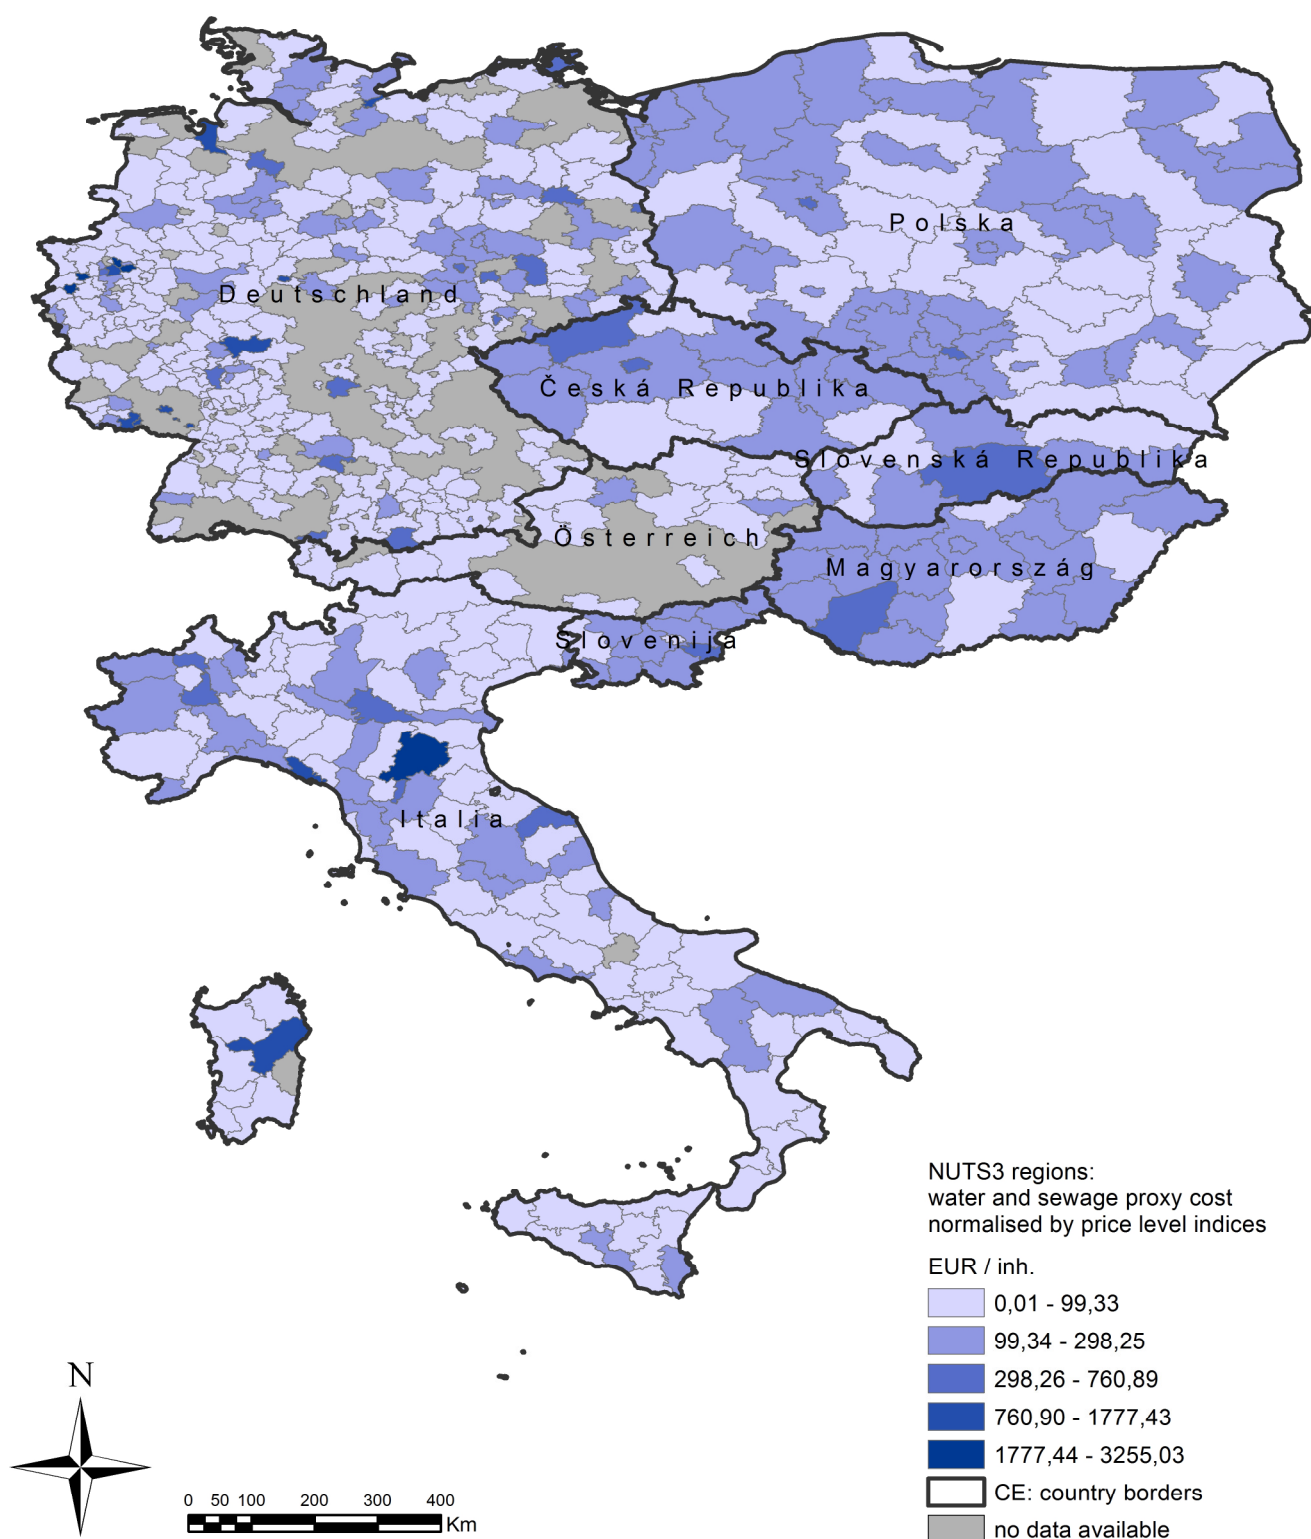 Polska
Deutschland
Česká Republika
Slovenská Republika
Österreich
Magyarország
Slovenija
Italia
NUTS3 regions:
water and sewage proxy cost
normalised by price level indices
EUR / inh.
0,01 - 99,33
99,34 - 298,25
298,26 - 760,89
760,90 - 1777,43
1777,44 - 3255,03
CE: country borders
no data available
N
0 50 100 200 300 400
Km